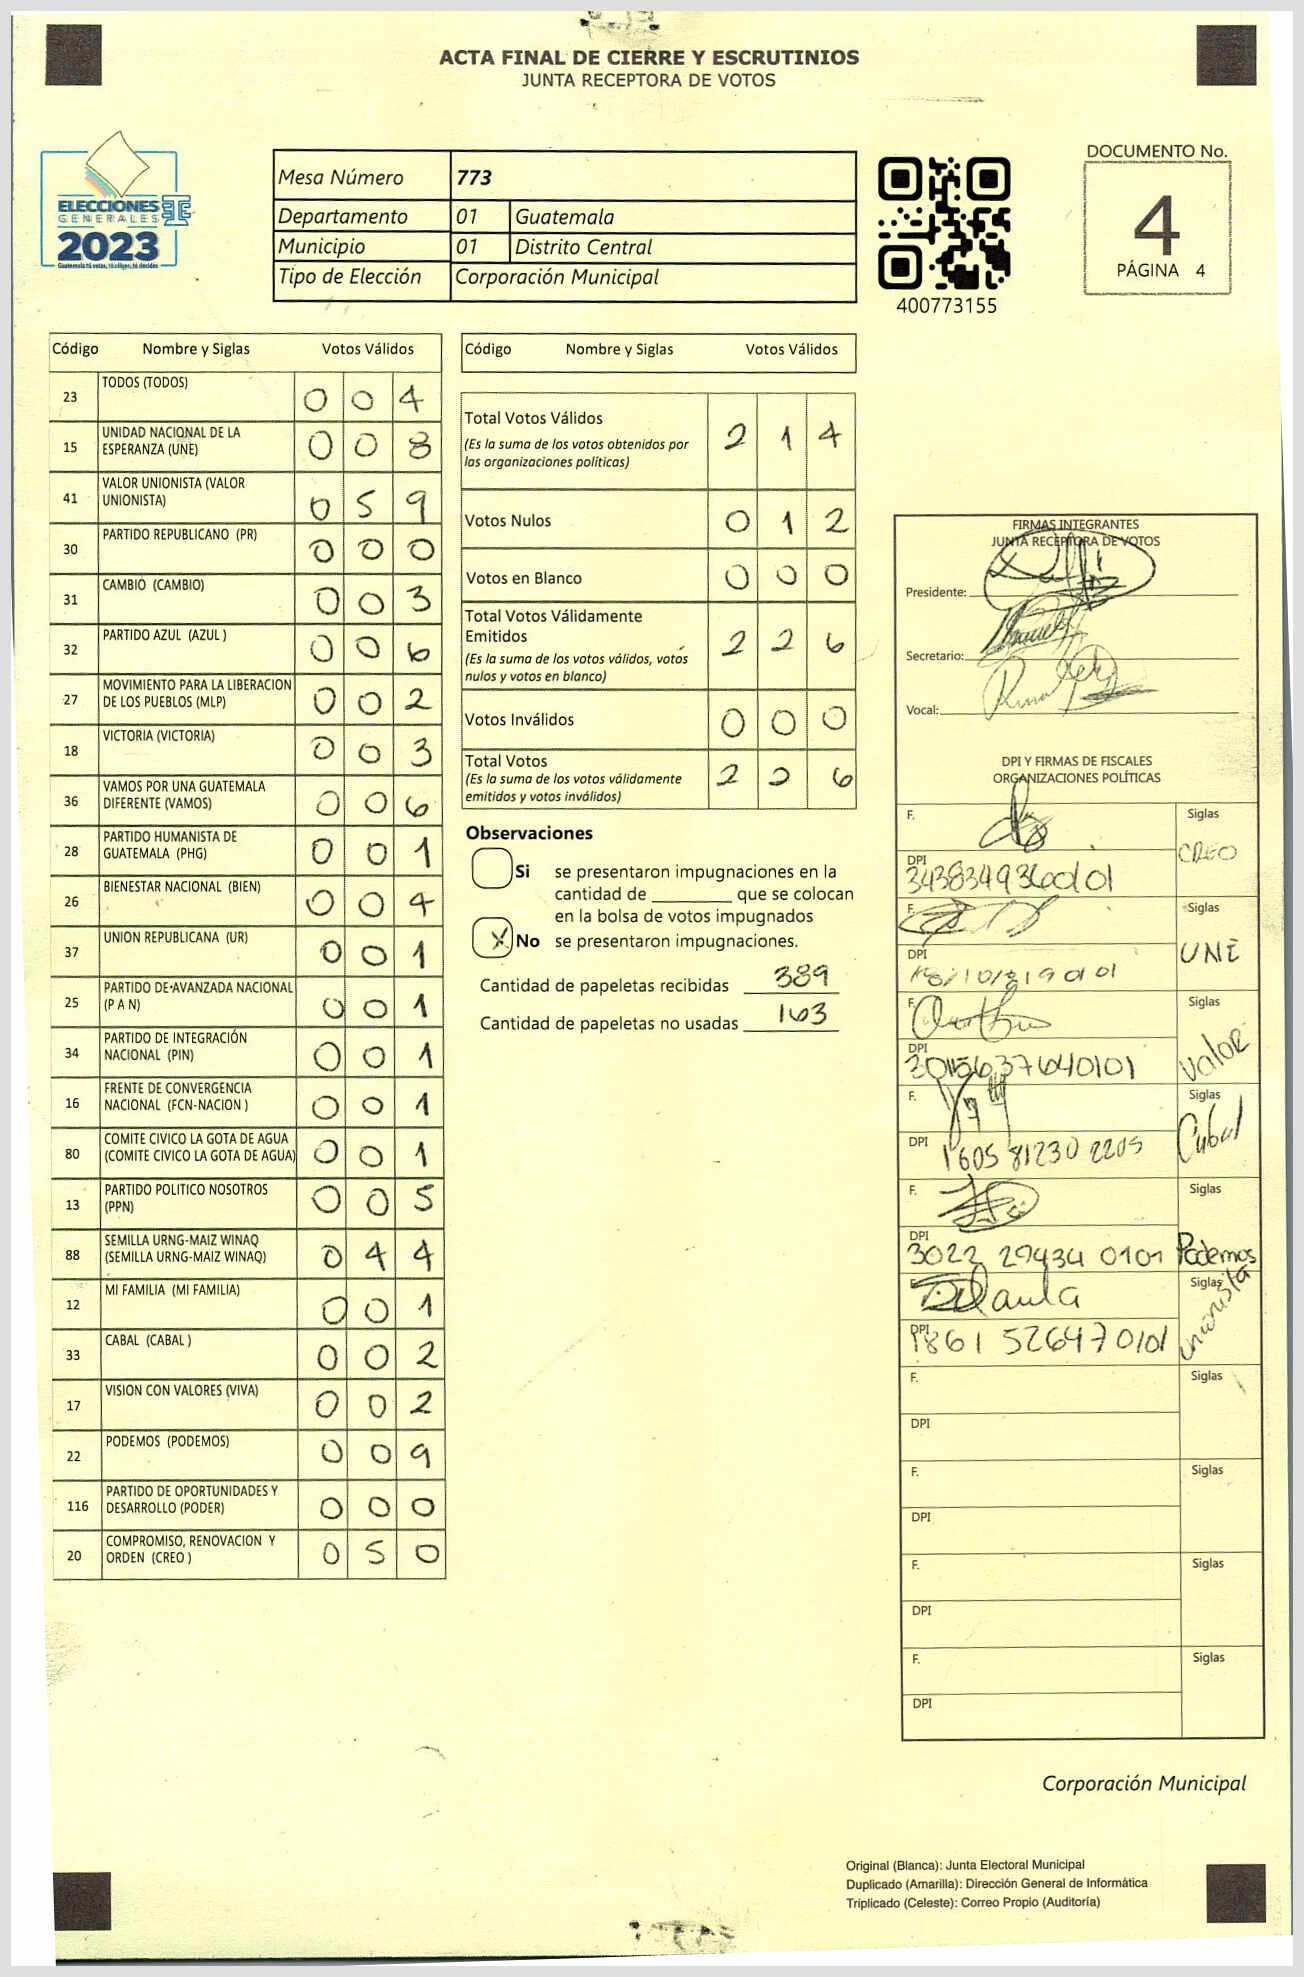 ACTA FINAL DE CIERRE Y ESCRUTINIOS
JUNTA RECEPTORA DE VOTOS
ELECCIONES
GENERALES
2023
Guatemala tú votas, tú eliges, tú decides
TE
Mesa Número 773
Departamento 01 Guatemala
Municipio 01 Distrito Central
Tipo de Elección Corporación Municipal
400773155
DOCUMENTO No.
4
PÁGINA 4
Código Nombre y Siglas Votos Válidos
23 TODOS (TODOS) 0 0 4
15 UNIDAD NACIONAL DE LA
ESPERANZA (UNE) 0 0 8
41 VALOR UNIONISTA (VALOR
UNIONISTA) 0 5 9
30 PARTIDO REPUBLICANO (PR) 0 0 0
31 CAMBIO (CAMBIO) 0 0 3
32 PARTIDO AZUL (AZUL ) 0 0 6
27 MOVIMIENTO PARA LA LIBERACION
DE LOS PUEBLOS (MLP) 0 0 2
18 VICTORIA (VICTORIA) 0 0 3
36 VAMOS POR UNA GUATEMALA
DIFERENTE (VAMOS) 0 0 6
28 PARTIDO HUMANISTA DE
GUATEMALA (PHG) 0 0 1
26 BIENESTAR NACIONAL (BIEN) 0 0 4
37 UNION REPUBLICANA (UR) 0 0 1
25 PARTIDO DE AVANZADA NACIONAL
(P A N) 0 0 1
34 PARTIDO DE INTEGRACIÓN
NACIONAL (PIN) 0 0 1
16 FRENTE DE CONVERGENCIA
NACIONAL (FCN-NACION ) 0 0 1
80 COMITE CIVICO LA GOTA DE AGUA
(COMITE CIVICO LA GOTA DE AGUA) 0 0 1
13 PARTIDO POLITICO NOSOTROS
(PPN) 0 0 5
88 SEMILLA URNG-MAIZ WINAQ
(SEMILLA URNG-MAIZ WINAQ) 0 4 4
12 MI FAMILIA (MI FAMILIA) 0 0 1
33 CABAL (CABAL ) 0 0 2
17 VISION CON VALORES (VIVA) 0 0 2
22 PODEMOS (PODEMOS) 0 0 9
116 PARTIDO DE OPORTUNIDADES Y
DESARROLLO (PODER) 0 0 0
20 COMPROMISO, RENOVACION Y
ORDEN (CREO ) 0 5 0
Código Nombre y Siglas Votos Válidos
Total Votos Válidos 2 1 4
(Es la suma de los votos obtenidos por
las organizaciones políticas)
Votos Nulos 0 1 2
Votos en Blanco 0 0 0
Total Votos Válidamente
Emitidos 2 2 6
(Es la suma de los votos válidos, votos
nulos y votos en blanco)
Votos Inválidos 0 0 0
Total Votos 2 2 6
(Es la suma de los votos válidamente
emitidos y votos inválidos)
Observaciones
Si se presentaron impugnaciones en la
cantidad de ________ que se colocan
en la bolsa de votos impugnados
X No se presentaron impugnaciones.
Cantidad de papeletas recibidas 389
Cantidad de papeletas no usadas 163
FIRMAS INTEGRANTES
JUNTA RECEPTORA DE VOTOS
Presidente:
Secretario:
Vocal:
DPI Y FIRMAS DE FISCALES
ORGANIZACIONES POLÍTICAS
F. Siglas
CREO
DPI
3438349360101
F. Siglas
UNE
DPI
F. Siglas
Valor
DPI
F. Siglas
Cabal
DPI 1605 81230 2205
F. Siglas
Podemos
DPI
3022 29434 0101
F. Siglas
unionista
DPI
1861 52647 0101
F. Siglas
DPI
F. Siglas
DPI
F. Siglas
DPI
F. Siglas
DPI
Corporación Municipal
Original (Blanca): Junta Electoral Municipal
Duplicado (Amarilla): Dirección General de Informática
Triplicado (Celeste): Correo Propio (Auditoría)